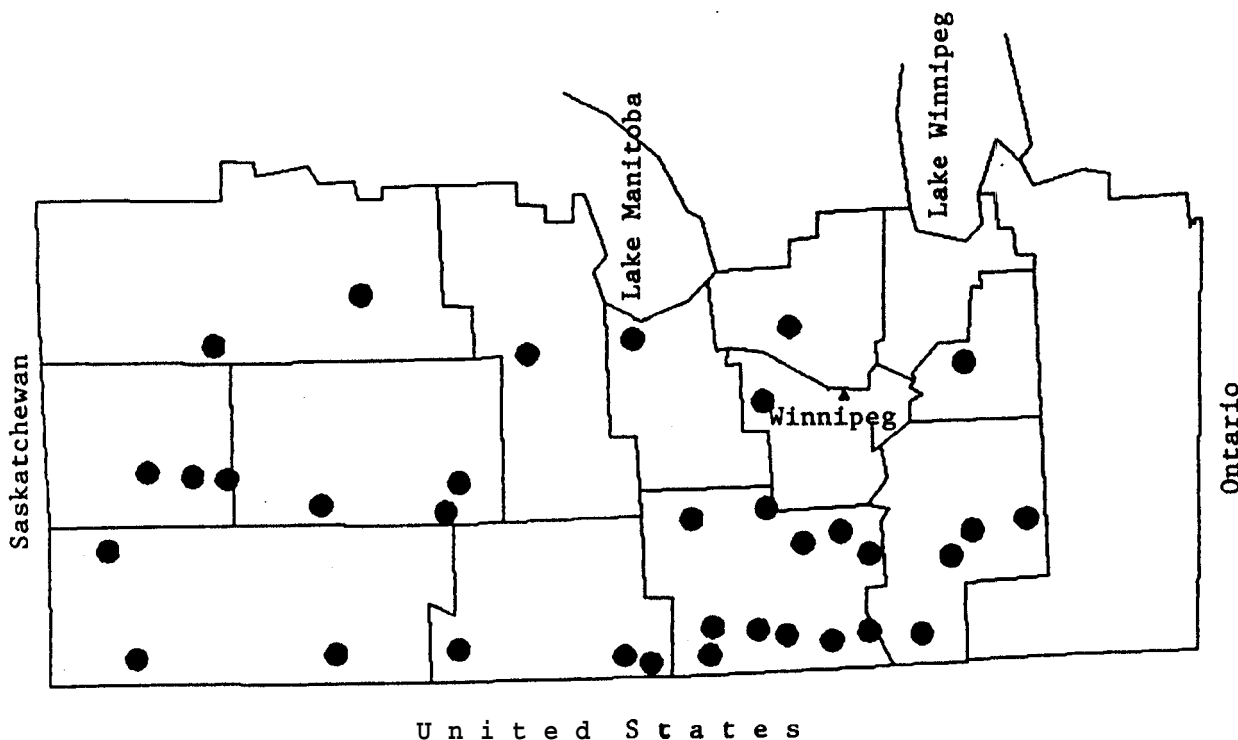 Lake Winnipeg
Lake Manitoba
Saskatchewan
Winnipeg
Ontario
United States